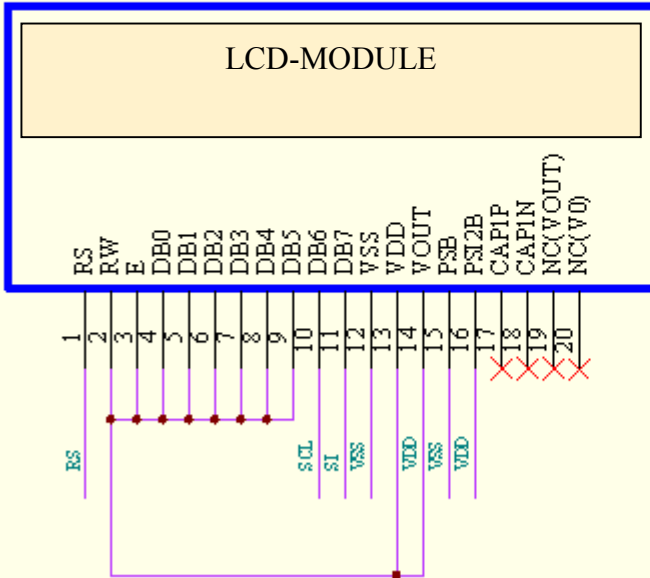 LCD-MODULE
RS
RW
E
DB0
DB1
DB2
DB3
DB4
DB5
DB6
DB7
VSS
VDD
VOUT
PSB
PSI2B
CAP1P
CAP1N
NC(VOUT)
NC(V0)
1
2
3
4
5
6
7
8
9
10
11
12
13
14
15
16
17
18
19
20
RS
SCL
SI
VSS
VDD
VSS
VDD